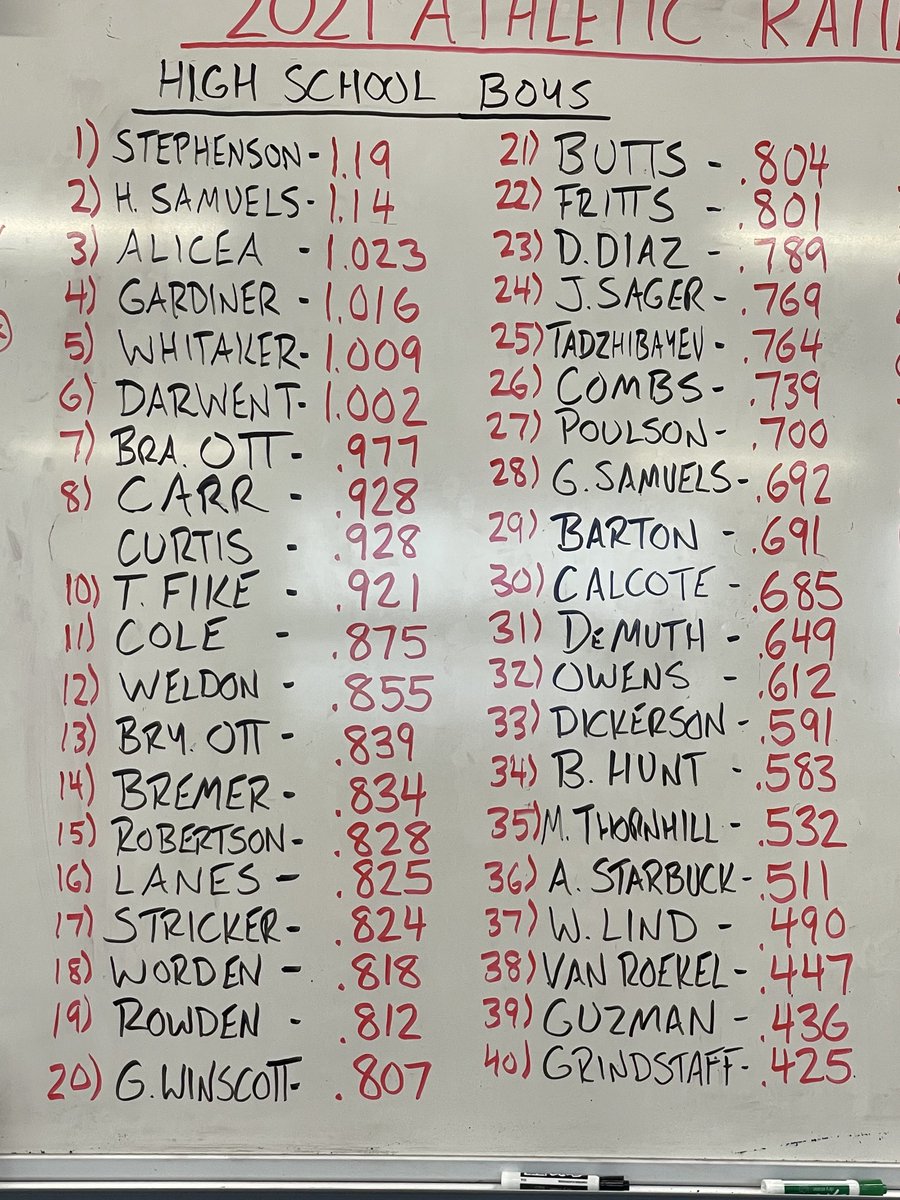 2021 ATHLETIC
HIGH SCHOOL BOYS
1) STEPHENSON - 1.19
2) H. SAMUELS - 1.14
3) ALICEA - 1.023
4) GARDINER - 1.016
5) WHITAKER - 1.009
6) DARWENT - 1.002
7) BRA. OTT - .977
8) CARR - .928
CURTIS - .928
10) T. FIKE - .921
11) COLE - .875
12) WELDON - .855
13) BRY. OTT - .839
14) BREMER - .834
15) ROBERTSON - .828
16) LANES - .825
17) STRICKER - .824
18) WORDEN - .818
19) ROWDEN - .812
20) G. WINSCOTT - .807
21) BUTTS - .804
22) FRITTS - .801
23) D. DIAZ - .789
24) J. SAGER - .769
25) TADZHIBAYEV - .764
26) COMBS - .739
27) POULSON - .700
28) G. SAMUELS - .692
29) BARTON - .691
30) CALCOTE - .685
31) DeMUTH - .649
32) OWENS - .612
33) DICKERSON - .591
34) B. HUNT - .583
35) M. THORNHILL - .532
36) A. STARBUCK - .511
37) W. LIND - .490
38) VAN ROEKEL - .447
39) GUZMAN - .436
40) GRINDSTAFF - .425